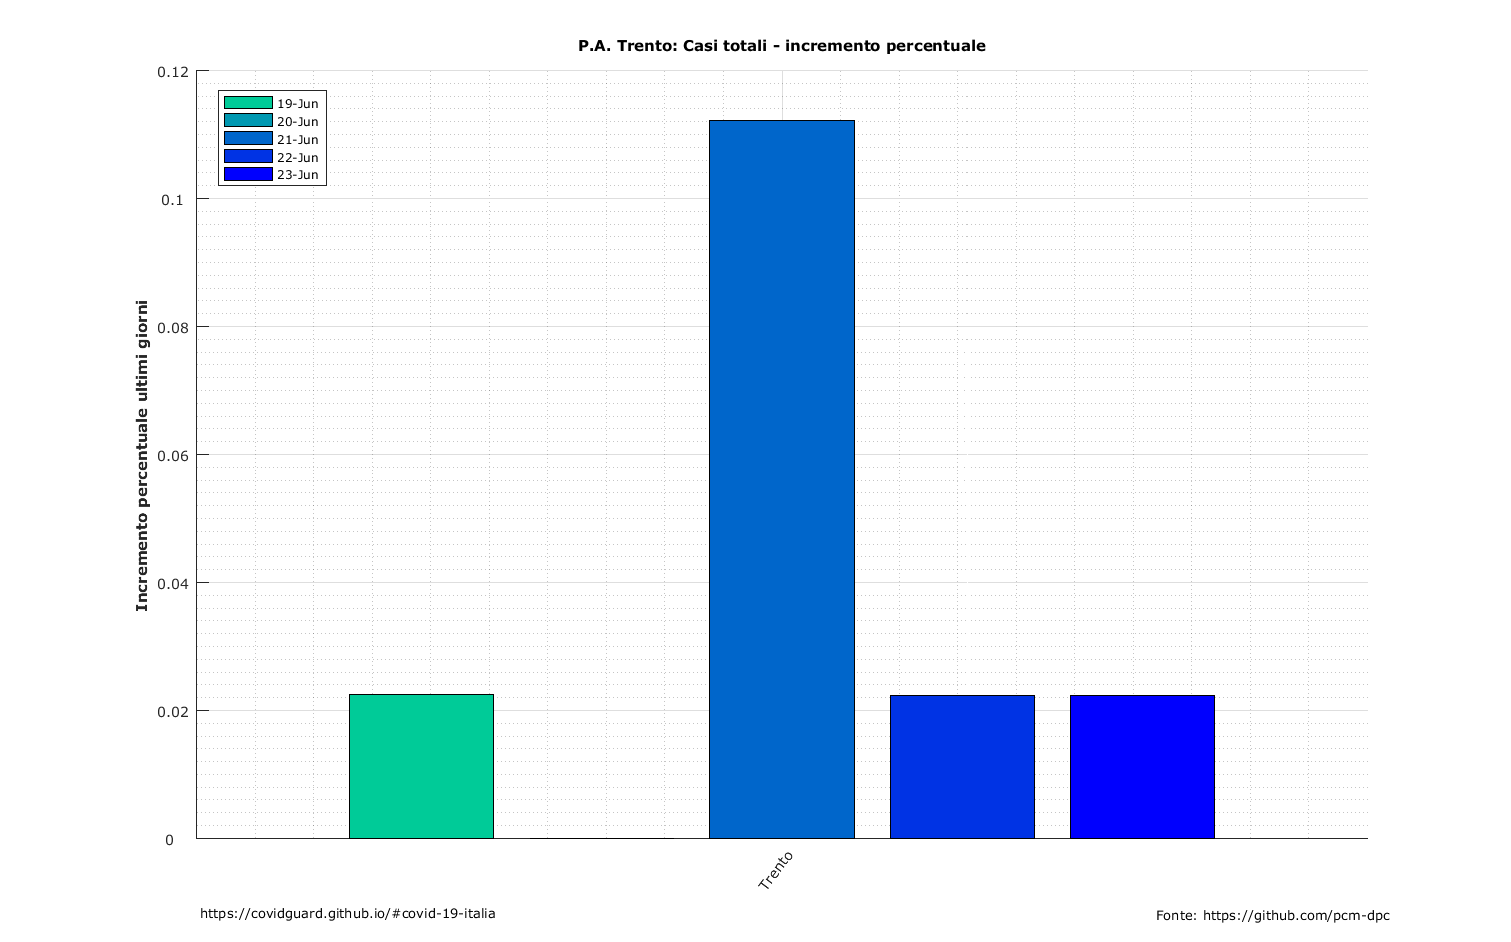 P.A. Trento: Casi totali - incremento percentuale
0.12
0.1
0.08
0.06
0.04
0.02
0
Incremento percentuale ultimi giorni
19-Jun
20-Jun
21-Jun
22-Jun
23-Jun
Trento
https://covidguard.github.io/#covid-19-italia
Fonte: https://github.com/pcm-dpc